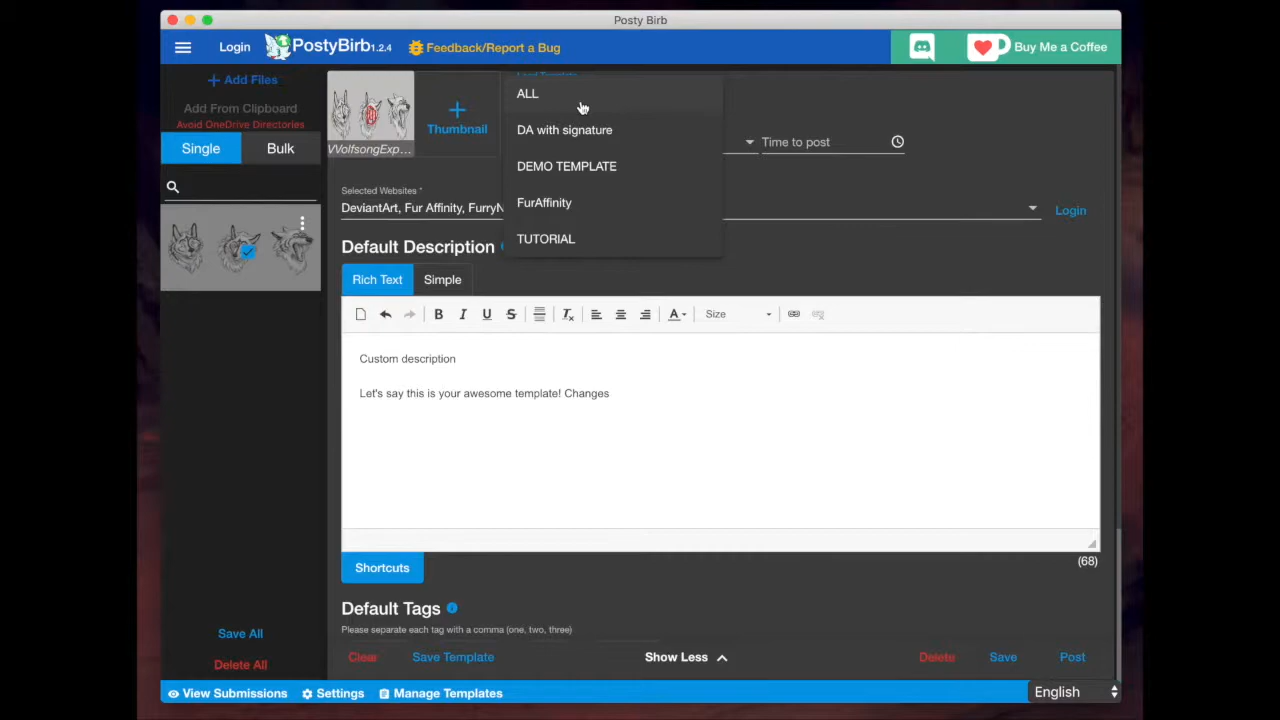 Posty Birb
Login
PostyBirb1.2.4
Feedback/Report a Bug
Buy Me a Coffee
+ Add Files
Add From Clipboard
Avoid OneDrive Directories
Single
Bulk
Save All
Delete All
VVolfsongExp...
+
Thumbnail
Load Template
ALL
DA with signature
DEMO TEMPLATE
FurAffinity
TUTORIAL
Time to post
Selected Websites *
DeviantArt, Fur Affinity, FurryN
Login
Default Description
Rich Text
Simple
B I U S
A
Size
Custom description
Let's say this is your awesome template! Changes
(68)
Shortcuts
Default Tags
Please separate each tag with a comma (one, two, three)
Clear
Save Template
Show Less
Delete
Save
Post
View Submissions
Settings
Manage Templates
English